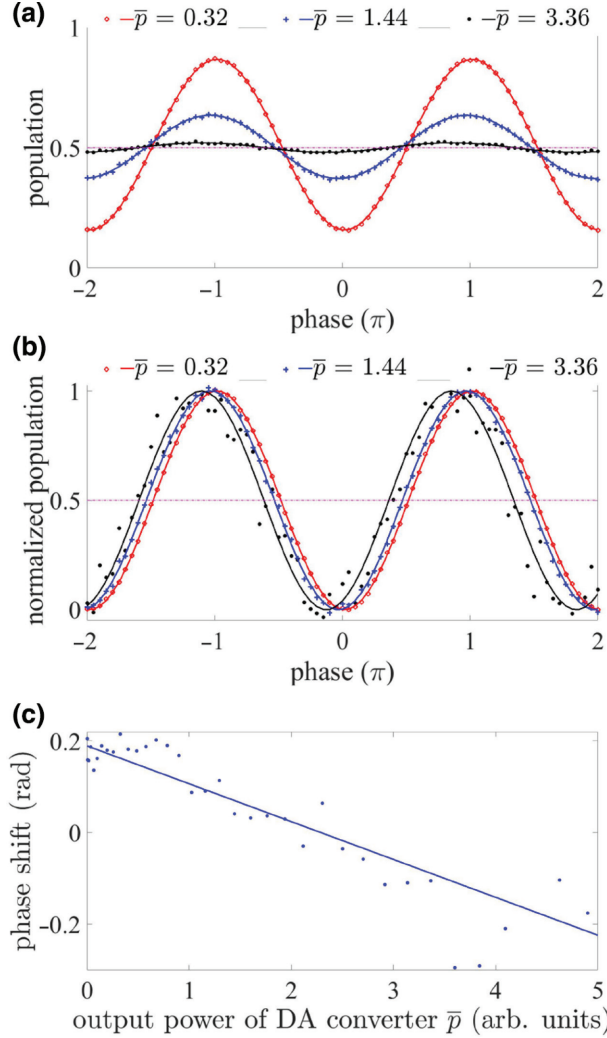 (a)
p̅ = 0.32 p̅ = 1.44 p̅ = 3.36
1
0.5
0
population
-2 -1 0 1 2
phase (π)
(b)
p̅ = 0.32 p̅ = 1.44 p̅ = 3.36
1
0.5
0
normalized population
-2 -1 0 1 2
phase (π)
(c)
0.2
0
-0.2
phase shift (rad)
0 1 2 3 4 5
output power of DA converter p̅ (arb. units)